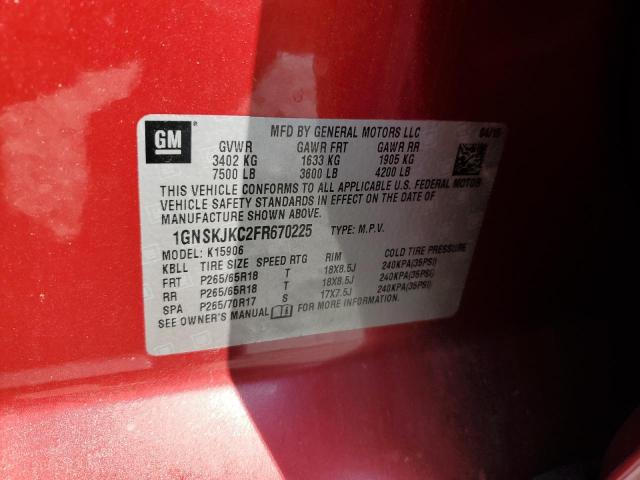 GM
MFD BY GENERAL MOTORS LLC 04/15
GVWR GAWR FRT GAWR RR
3402 KG 1633 KG 1905 KG
7500 LB 3600 LB 4200 LB
THIS VEHICLE CONFORMS TO ALL APPLICABLE U.S. FEDERAL MOTOR
VEHICLE SAFETY STANDARDS IN EFFECT ON THE DATE OF
MANUFACTURE SHOWN ABOVE.
1GNSKJKC2FR670225 TYPE: M.P.V.
MODEL: K15906
KBLL TIRE SIZE SPEED RTG RIM COLD TIRE PRESSURE
FRT P265/65R18 T 18X8.5J 240KPA(35PSI)
RR P265/65R18 T 18X8.5J 240KPA(35PSI)
SPA P265/70R17 S 17X7.5J 240KPA(35PSI)
SEE OWNER'S MANUAL FOR MORE INFORMATION.